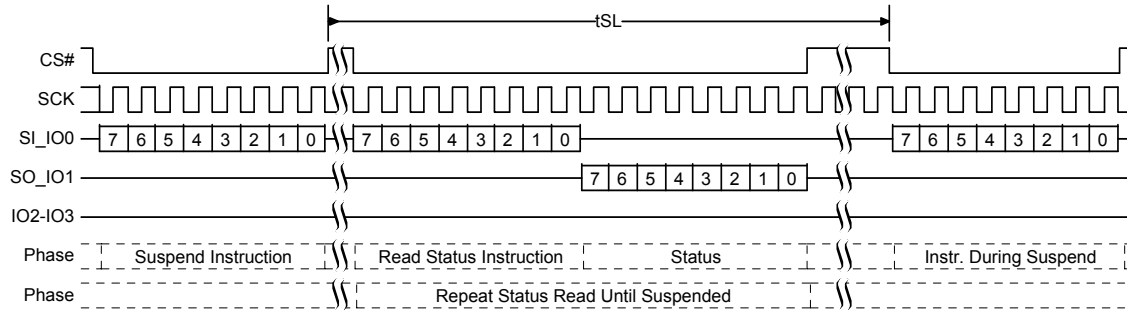 tSL
CS#
SCK
SI_IO0 7 6 5 4 3 2 1 0 7 6 5 4 3 2 1 0 7 6 5 4 3 2 1 0
SO_IO1 7 6 5 4 3 2 1 0
IO2-IO3
Phase Suspend Instruction Read Status Instruction Status Instr. During Suspend
Phase Repeat Status Read Until Suspended